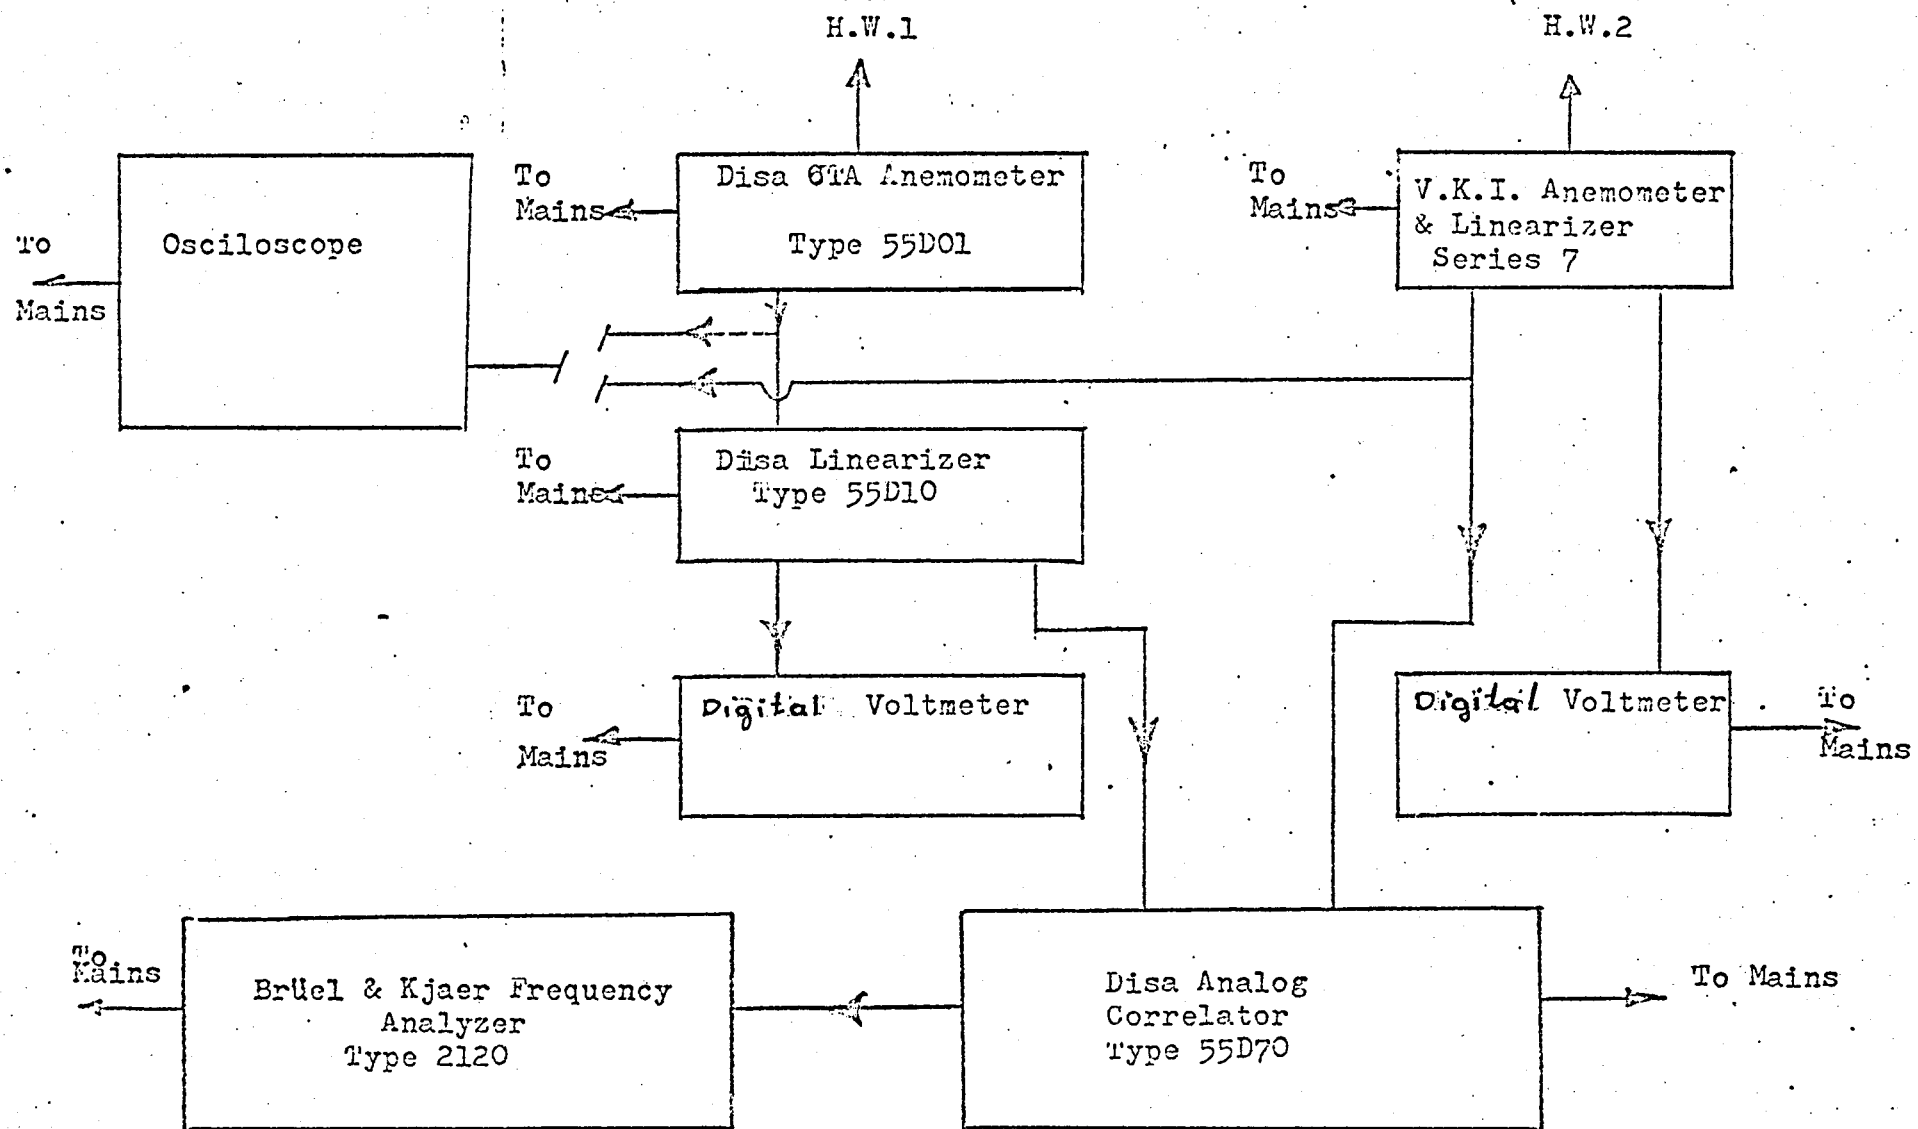 H.W.1
H.W.2
To
Mains
Osciloscope
To
Mains
Disa CTA Anemometer
Type 55D01
To
Mains
V.K.I. Anemometer
& Linearizer
Series 7
To
Mains
Disa Linearizer
Type 55D10
To
Mains
Digital Voltmeter
Digital Voltmeter
To
Mains
To
Mains
Brüel & Kjaer Frequency
Analyzer
Type 2120
Disa Analog
Correlator
Type 55D70
To Mains